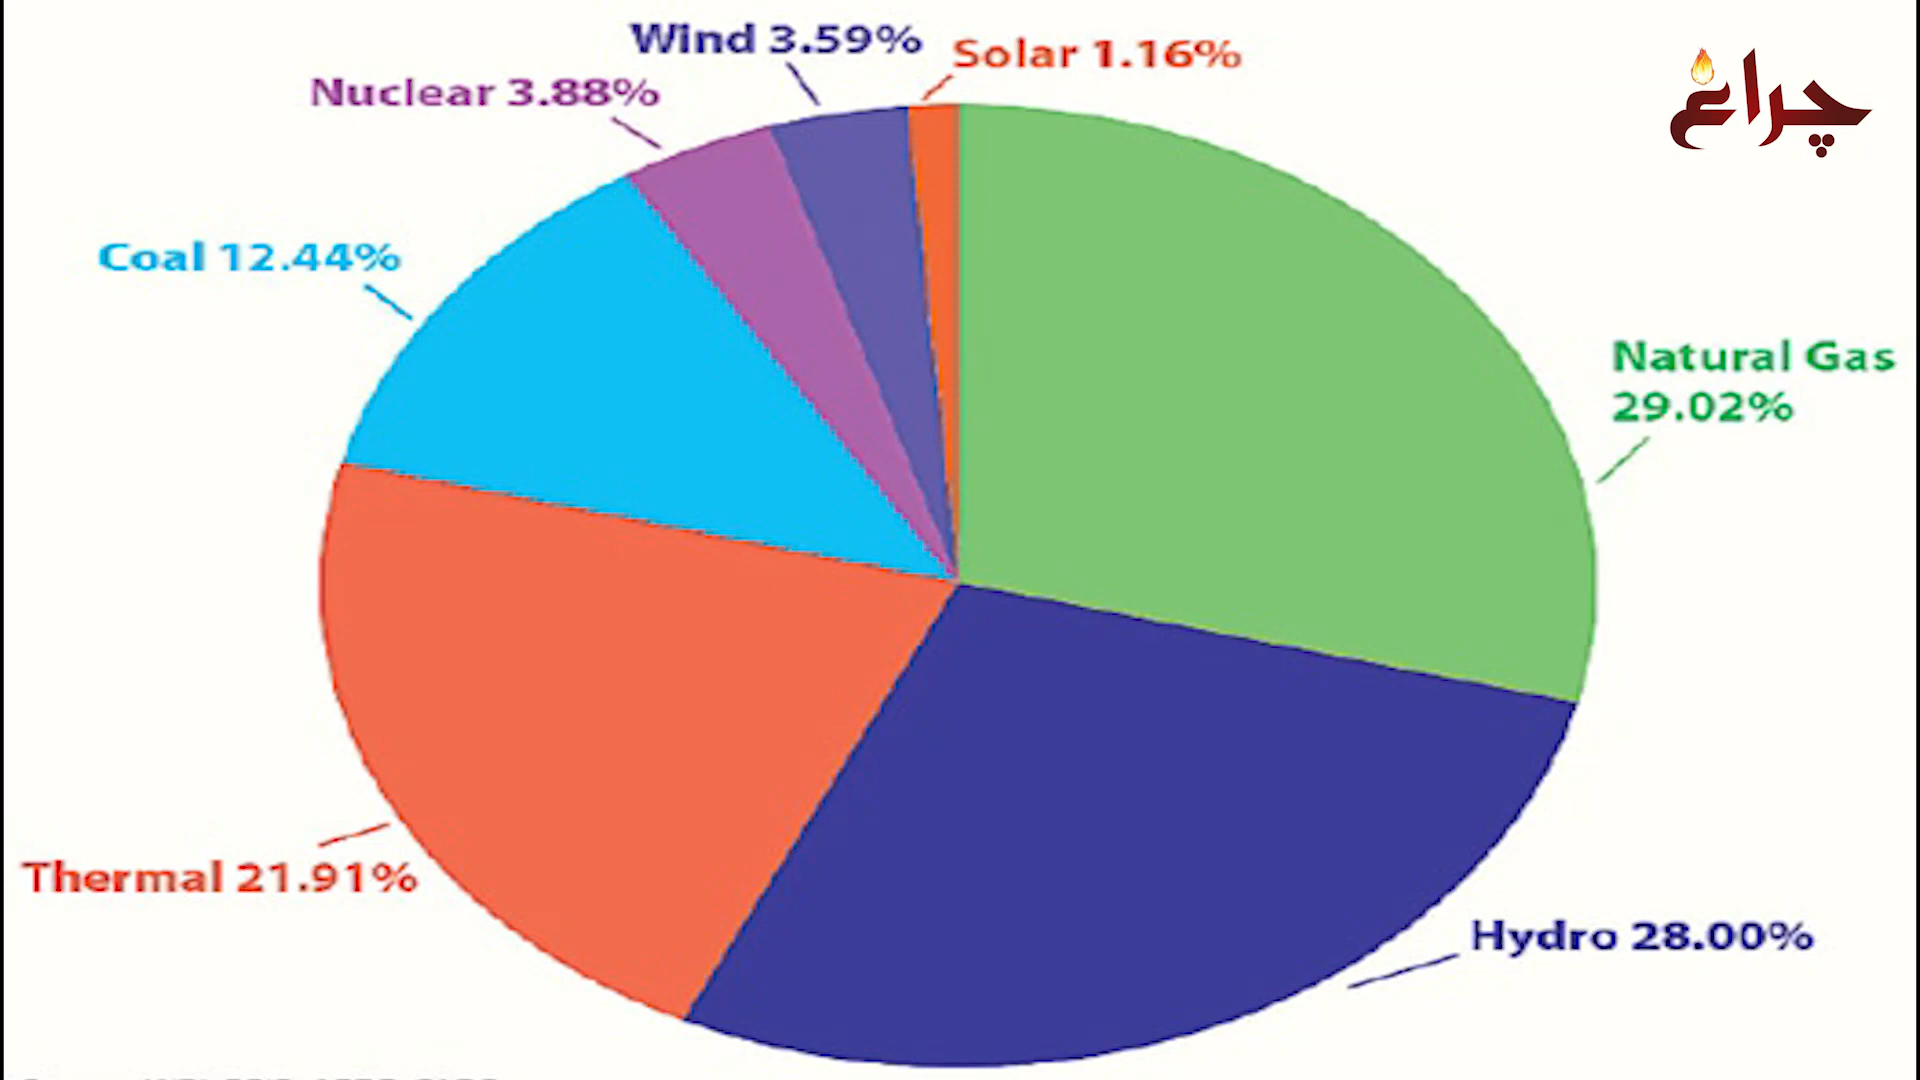 Wind 3.59%
Solar 1.16%
Nuclear 3.88%
چراغ
Coal 12.44%
Natural Gas
29.02%
Thermal 21.91%
Hydro 28.00%